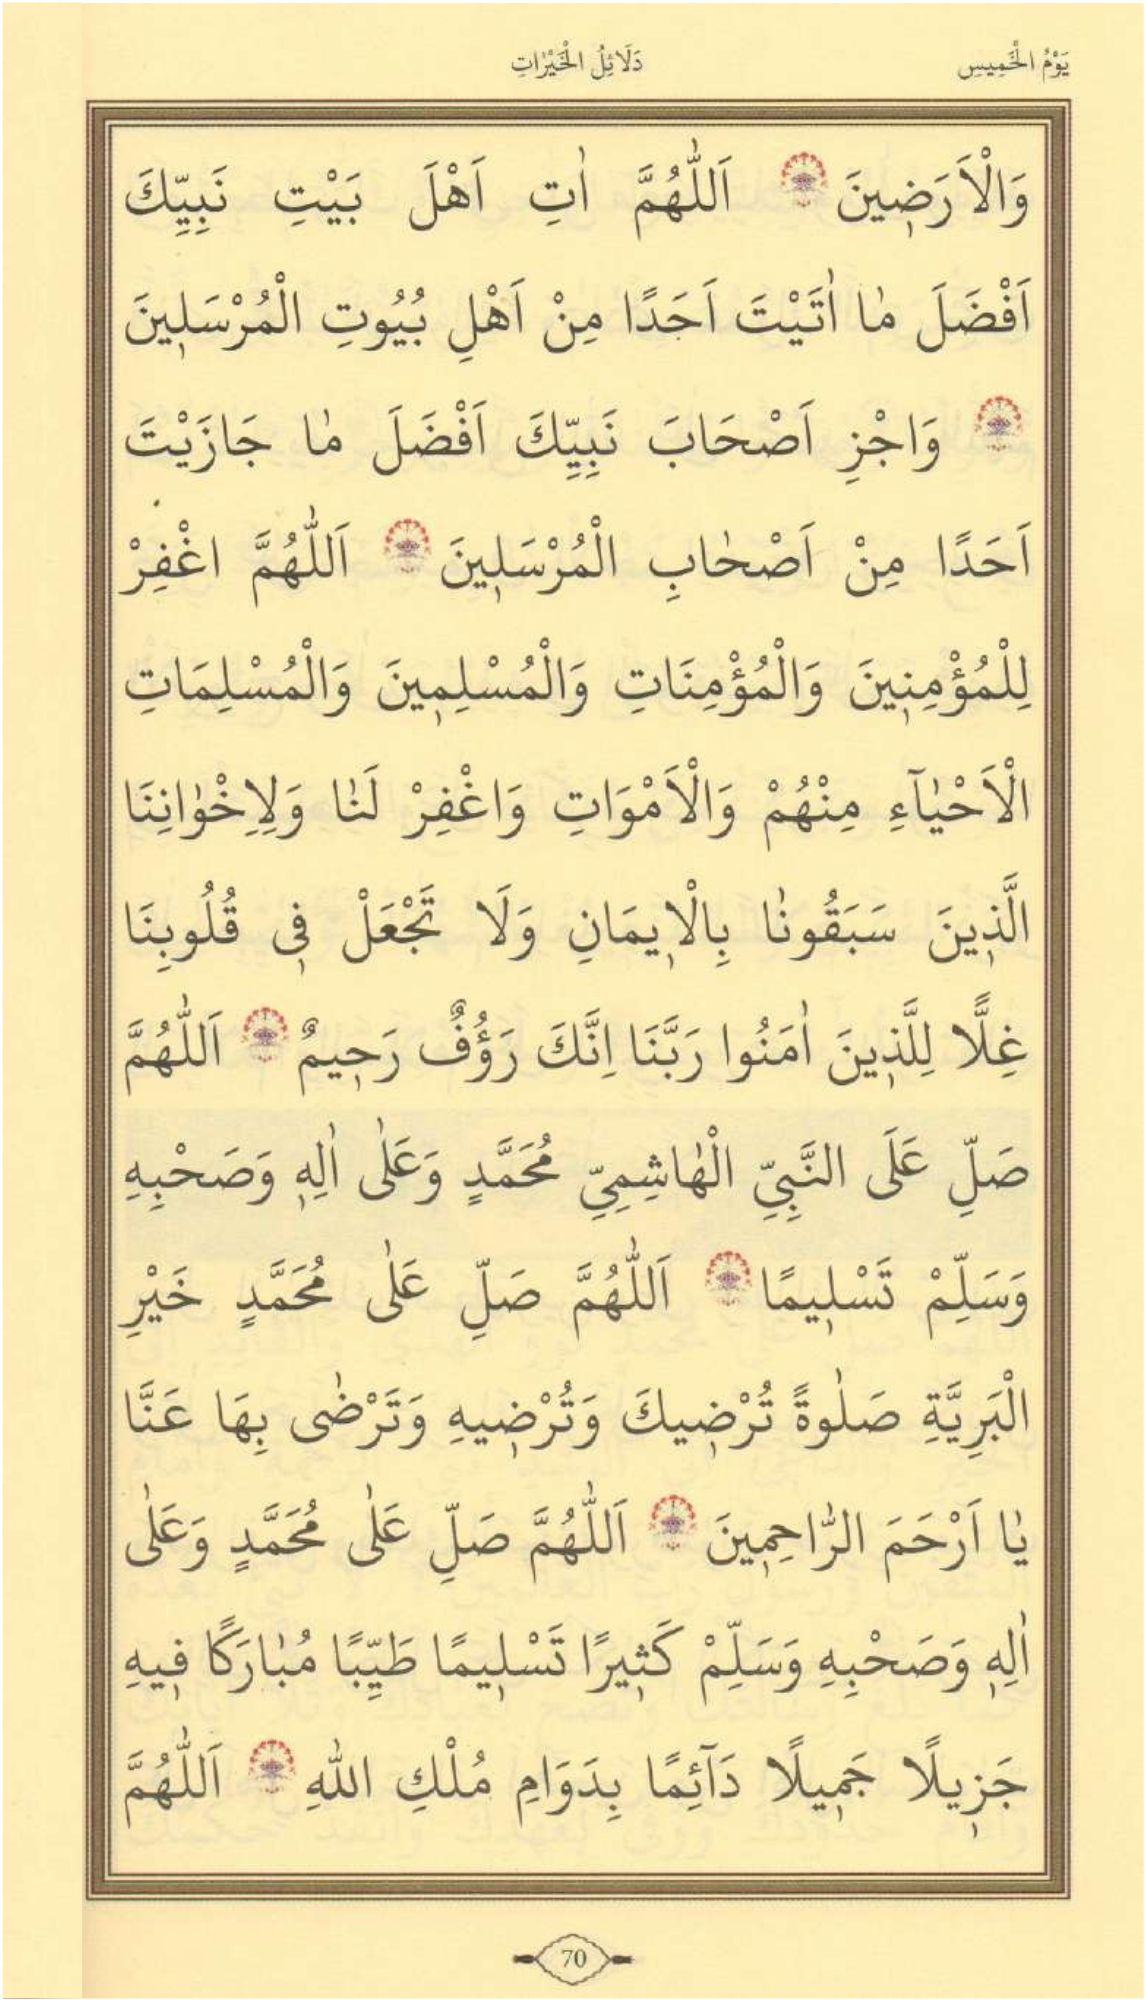 يَوْمُ الْخَمِيسِ
دَلَائِلُ الْخَيْرَاتِ
وَالْاَرَضٖينَ اَللّٰهُمَّ اٰتِ اَهْلَ بَيْتِ نَبِيِّكَ
اَفْضَلَ مٰا اٰتَيْتَ اَحَدًا مِنْ اَهْلِ بُيُوتِ الْمُرْسَلٖينَ
وَاجْزِ اَصْحَابَ نَبِيِّكَ اَفْضَلَ مٰا جَازَيْتَ
اَحَدًا مِنْ اَصْحٰابِ الْمُرْسَلٖينَ اَللّٰهُمَّ اغْفِرْ
لِلْمُؤْمِنٖينَ وَالْمُؤْمِنَاتِ وَالْمُسْلِمٖينَ وَالْمُسْلِمَاتِ
الْاَحْيٰآءِ مِنْهُمْ وَالْاَمْوَاتِ وَاغْفِرْ لَنٰا وَلِاِخْوٰانِنَا
الَّذٖينَ سَبَقُونٰا بِالْاٖيمَانِ وَلَا تَجْعَلْ فٖى قُلُوبِنَا
غِلًّا لِلَّذٖينَ اٰمَنُوا رَبَّنَا اِنَّكَ رَؤُفٌ رَحٖيمٌ اَللّٰهُمَّ
صَلِّ عَلَى النَّبِيِّ الْهٰاشِمِيِّ مُحَمَّدٍ وَعَلٰى اٰلِهٖ وَصَحْبِهِ
وَسَلِّمْ تَسْلٖيمًا اَللّٰهُمَّ صَلِّ عَلٰى مُحَمَّدٍ خَيْرِ
الْبَرِيَّةِ صَلٰوةً تُرْضٖيكَ وَتُرْضٖيهِ وَتَرْضٰى بِهَا عَنَّا
يٰا اَرْحَمَ الرّٰاحِمٖينَ اَللّٰهُمَّ صَلِّ عَلٰى مُحَمَّدٍ وَعَلٰى
اٰلِهٖ وَصَحْبِهِ وَسَلِّمْ كَثٖيرًا تَسْلٖيمًا طَيِّبًا مُبٰارَكًا فٖيهِ
جَزٖيلًا جَمٖيلًا دَآئِمًا بِدَوَامِ مُلْكِ اللّٰهِ اَللّٰهُمَّ
70